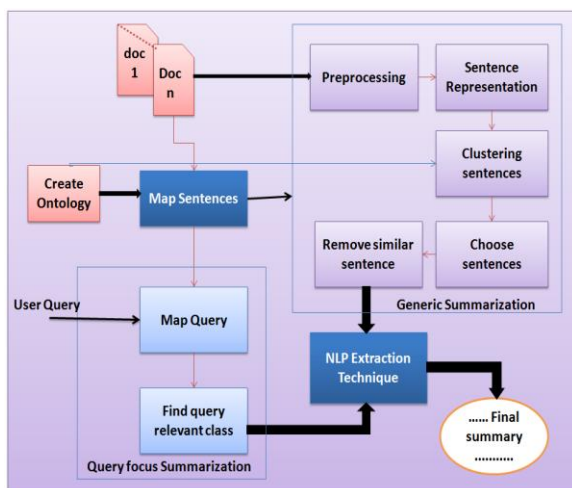 doc
1
Doc
n
Preprocessing
Sentence
Representation
Create
Ontology
Map Sentences
Clustering
sentences
Remove similar
sentence
Choose
sentences
Generic Summarization
User Query
Map Query
NLP Extraction
Technique
Find query
relevant class
Query focus Summarization
...... Final
summary
...........